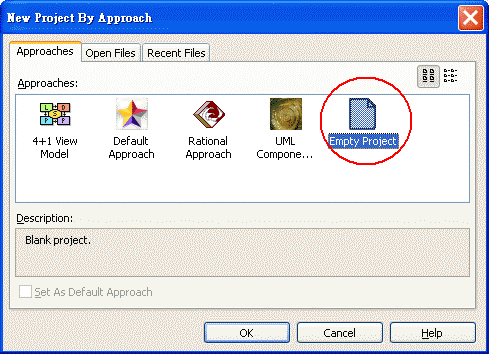 New Project By Approach
Approaches Open Files Recent Files
Approaches:
4+1 View Model
Default Approach
Rational Approach
UML Compone...
Empty Project
Description:
Blank project.
Set As Default Approach
OK Cancel Help